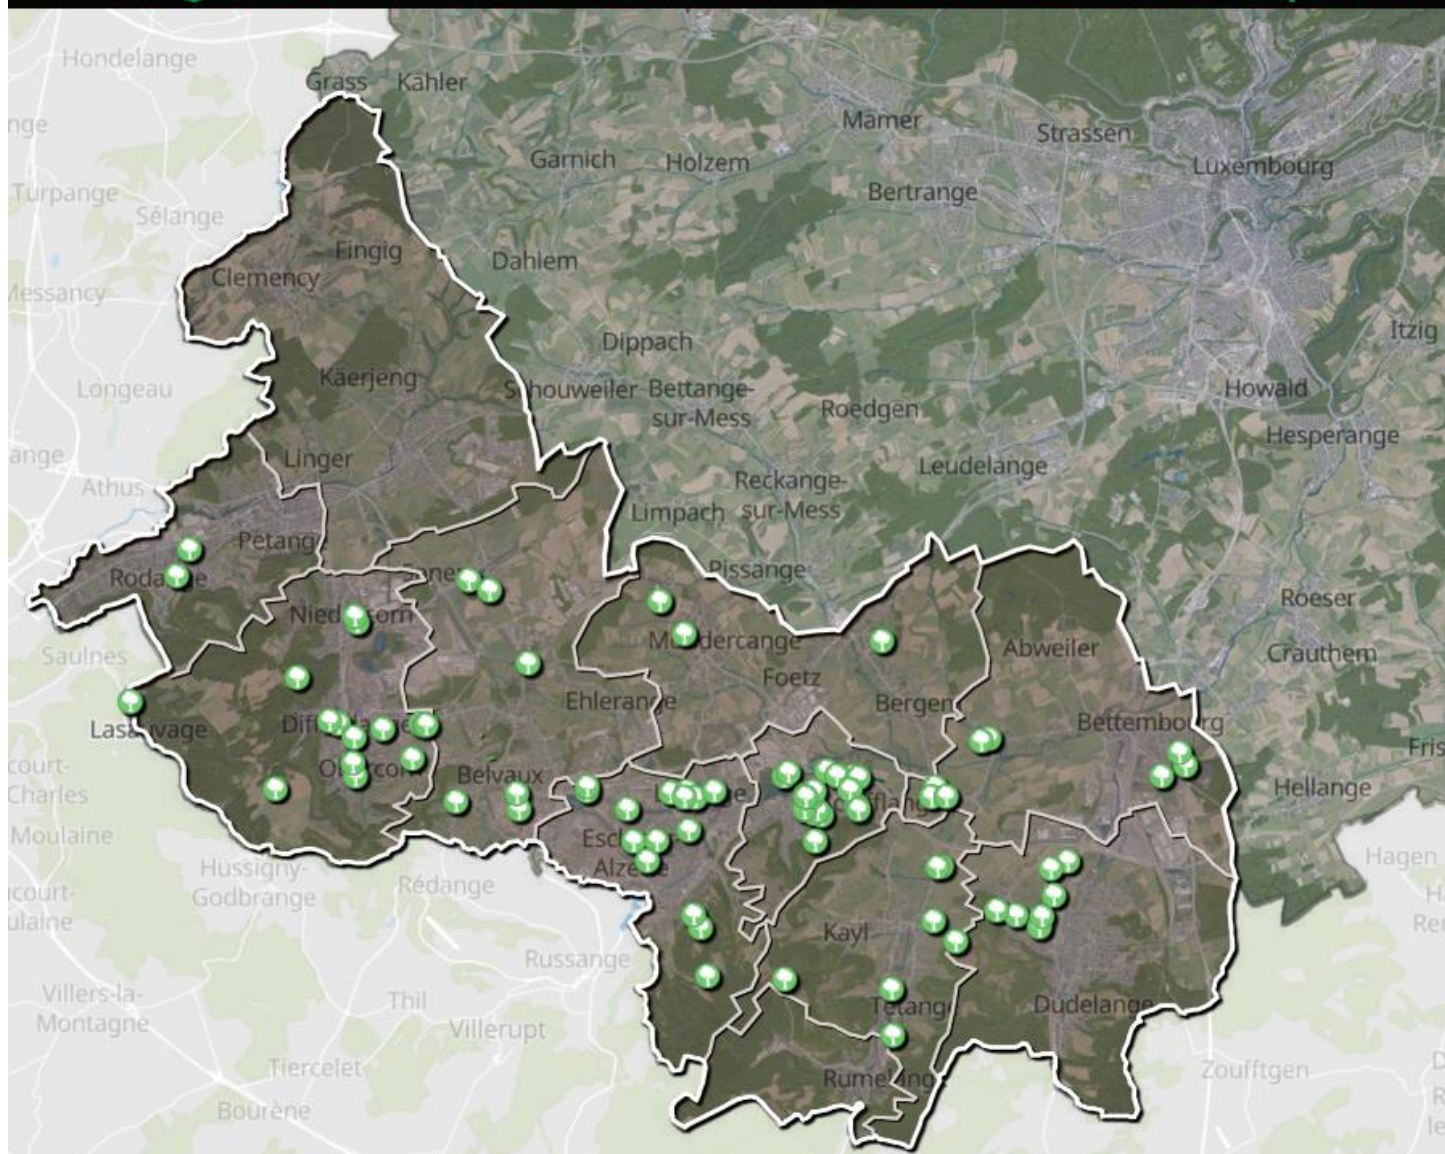 Hondelange
Grass Kahler
Mamer
Strassen
Garnich Holzem
Luxembourg
Turpange
Bertrange
Sélange
Fingig
Dahlem
Clemency
Messancy
Itzig
Dippach
Käerjeng
Longeau
Schouweiler Bettange-
sur-Mess
Howald
Roedgen
Hesperange
Linger
Leudelange
Athus
Reckange-
sur-Mess
Limpach
Pissange
Roeser
Saulnes
Abweiler
Crauthem
Foetz
Ehlerange
Bergem
Bettembourg
Belvaux
Hellange
Moulaine
Hagen
Hussigny-
Godbrange
Rédange
Kayl
Russange
Villers-la-
Montagne
Thil
Villerupt
Dudelange
Tiercelet
Zoufftgen
Bourène